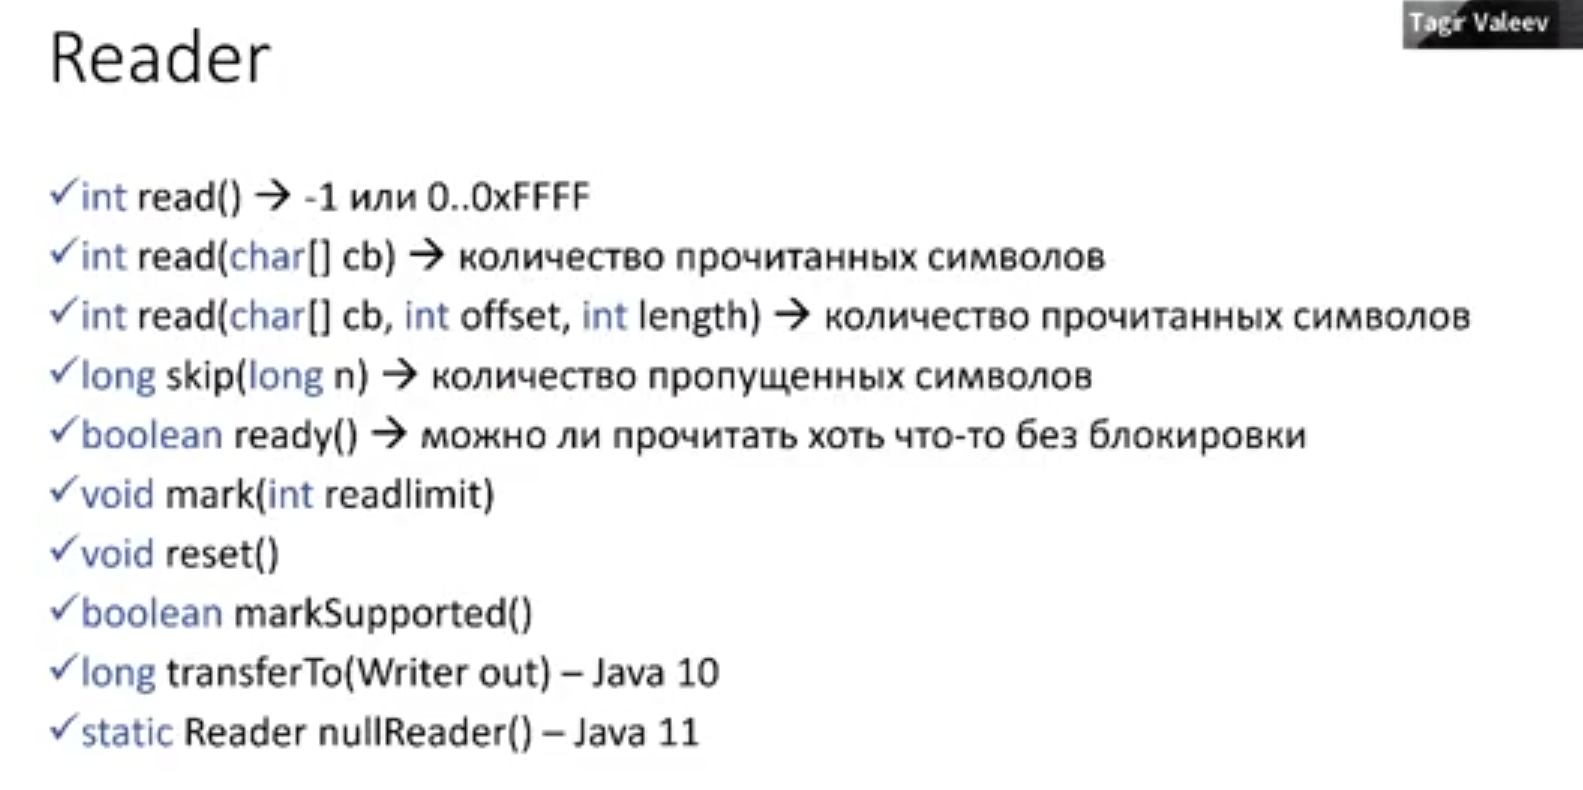 Tagir Valeev
Reader
✓int read() → -1 или 0..0xFFFF
✓int read(char[] cb) → количество прочитанных символов
✓int read(char[] cb, int offset, int length) → количество прочитанных символов
✓long skip(long n) → количество пропущенных символов
✓boolean ready() → можно ли прочитать хоть что-то без блокировки
✓void mark(int readlimit)
✓void reset()
✓boolean markSupported()
✓long transferTo(Writer out) – Java 10
✓static Reader nullReader() – Java 11